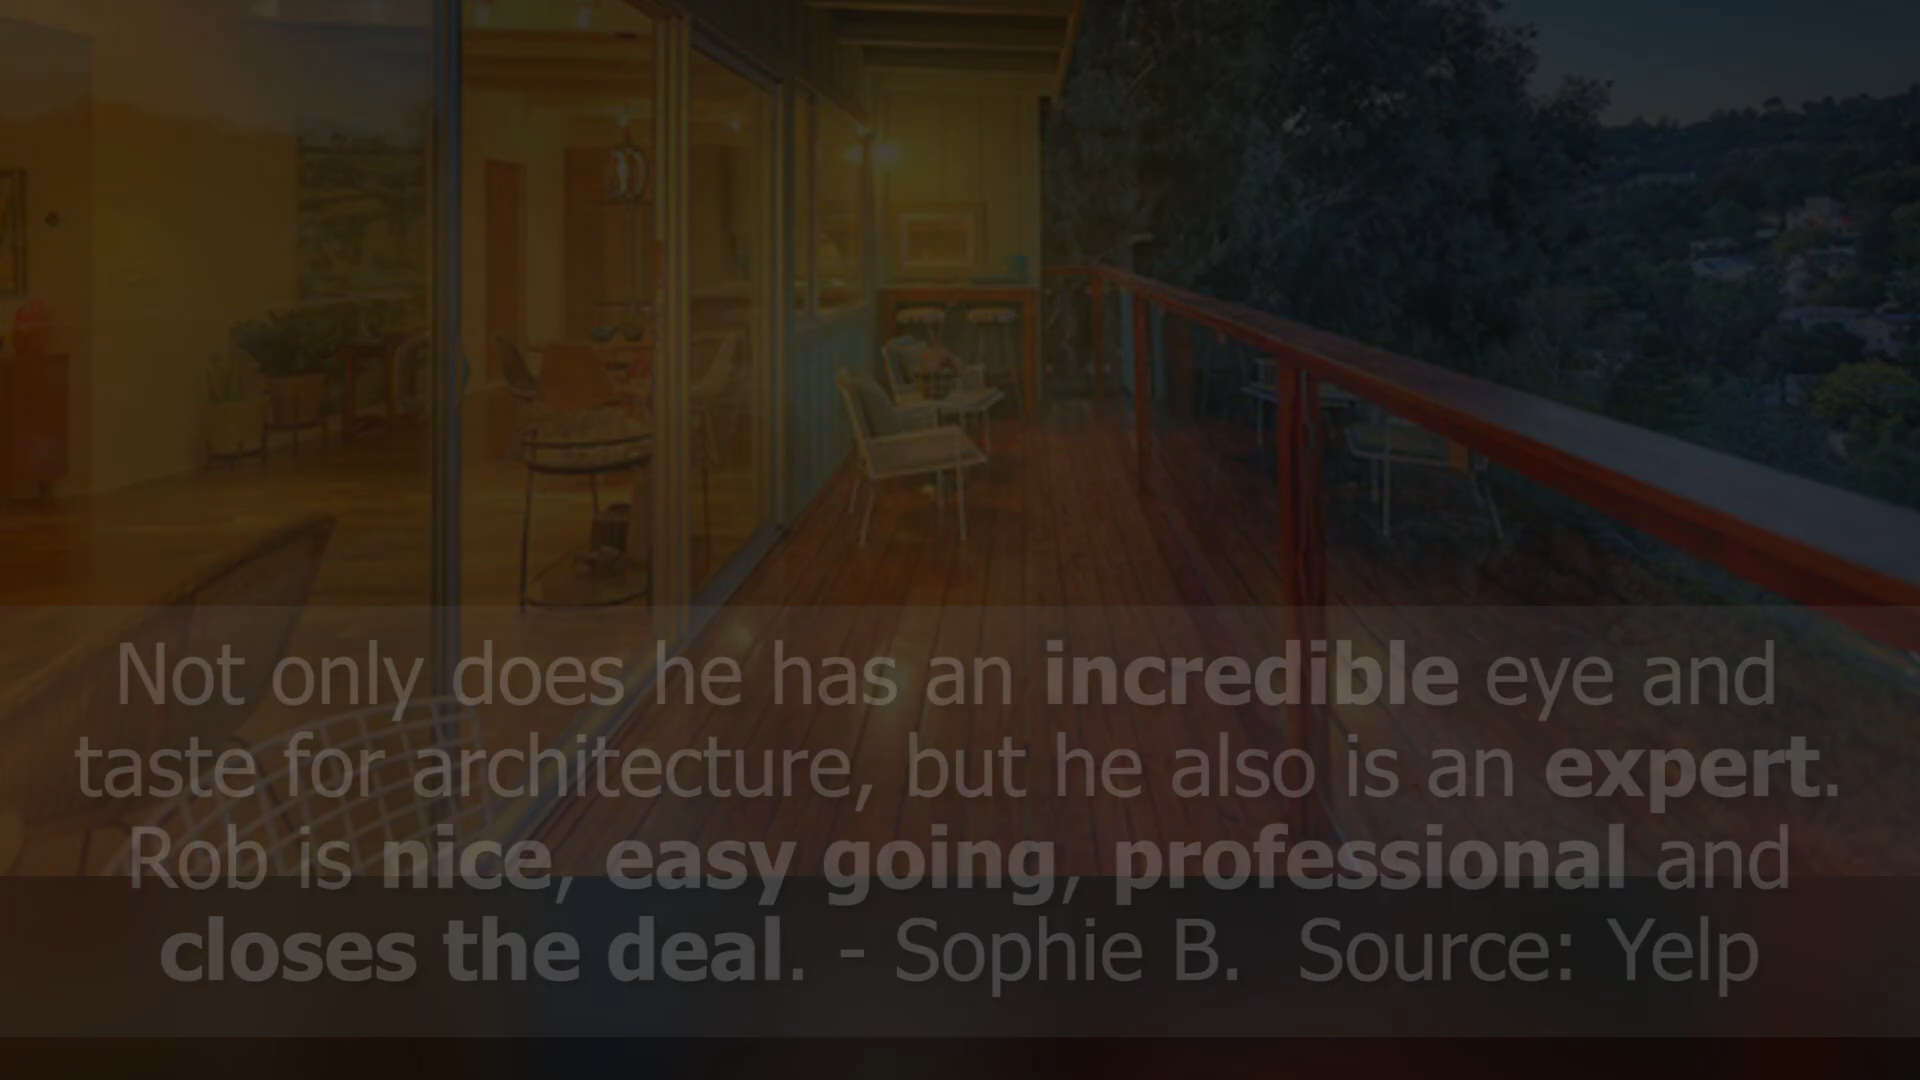 Not only does he has an incredible eye and
taste for architecture, but he also is an expert.
Rob is nice, easy going, professional and
closes the deal. - Sophie B.  Source: Yelp